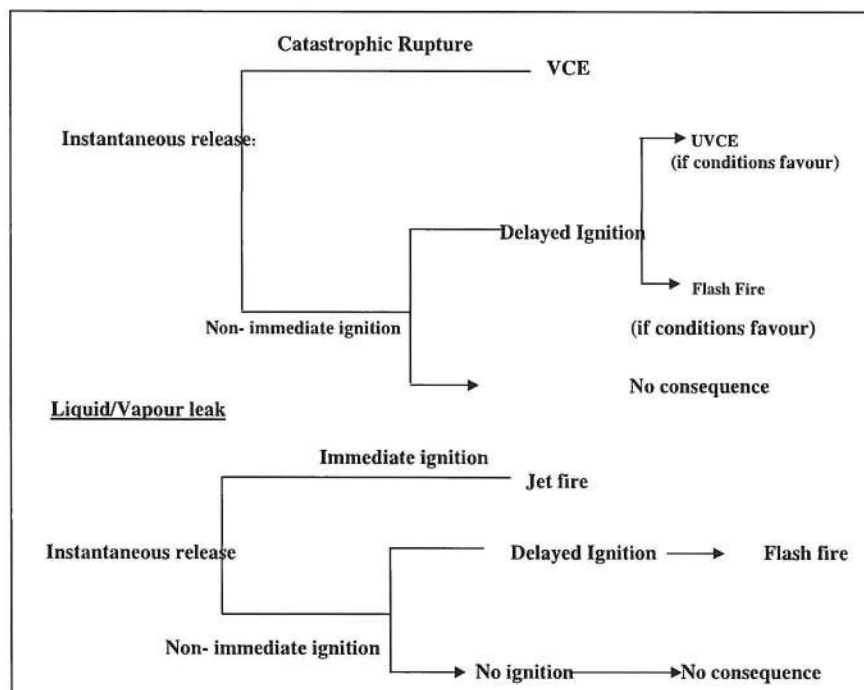 Catastrophic Rupture
VCE
Instantaneous release:
UVCE
(if conditions favour)
Delayed Ignition
Flash Fire
Non- immediate ignition
(if conditions favour)
No consequence
Liquid/Vapour leak
Immediate ignition
Jet fire
Instantaneous release
Delayed Ignition
Flash fire
Non- immediate ignition
No ignition
No consequence